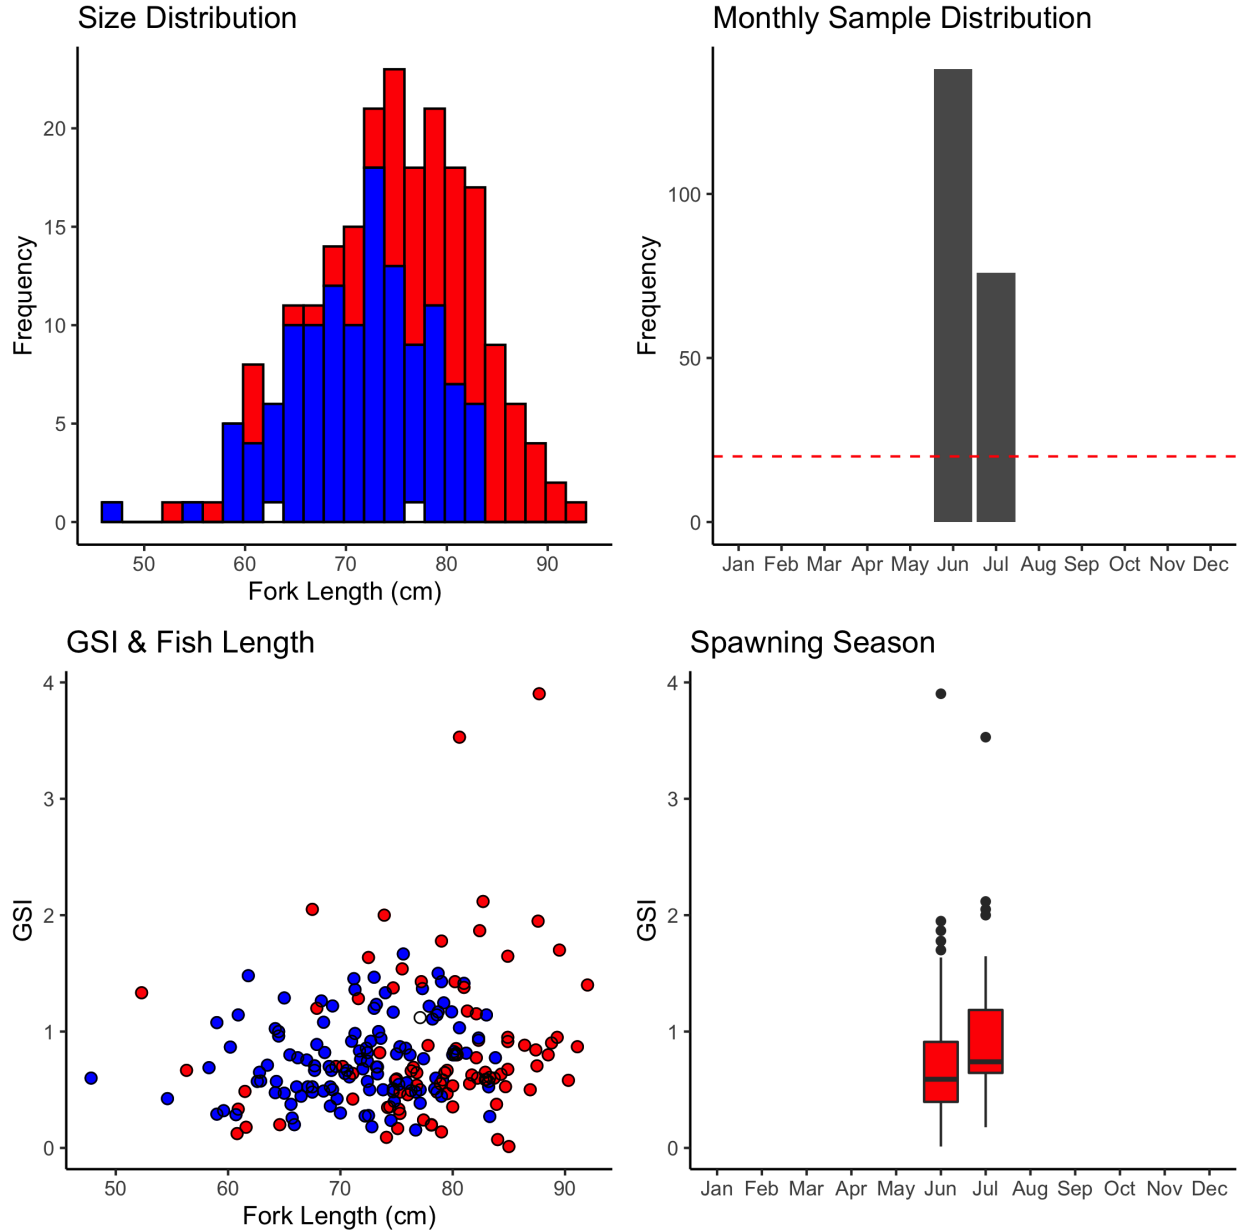 Size Distribution
Frequency
20
15
10
5
0
50 60 70 80 90
Fork Length (cm)
Monthly Sample Distribution
Frequency
100
50
0
Jan Feb Mar Apr May Jun Jul Aug Sep Oct Nov Dec
GSI & Fish Length
GSI
4
3
2
1
0
50 60 70 80 90
Fork Length (cm)
Spawning Season
GSI
4
3
2
1
0
Jan Feb Mar Apr May Jun Jul Aug Sep Oct Nov Dec